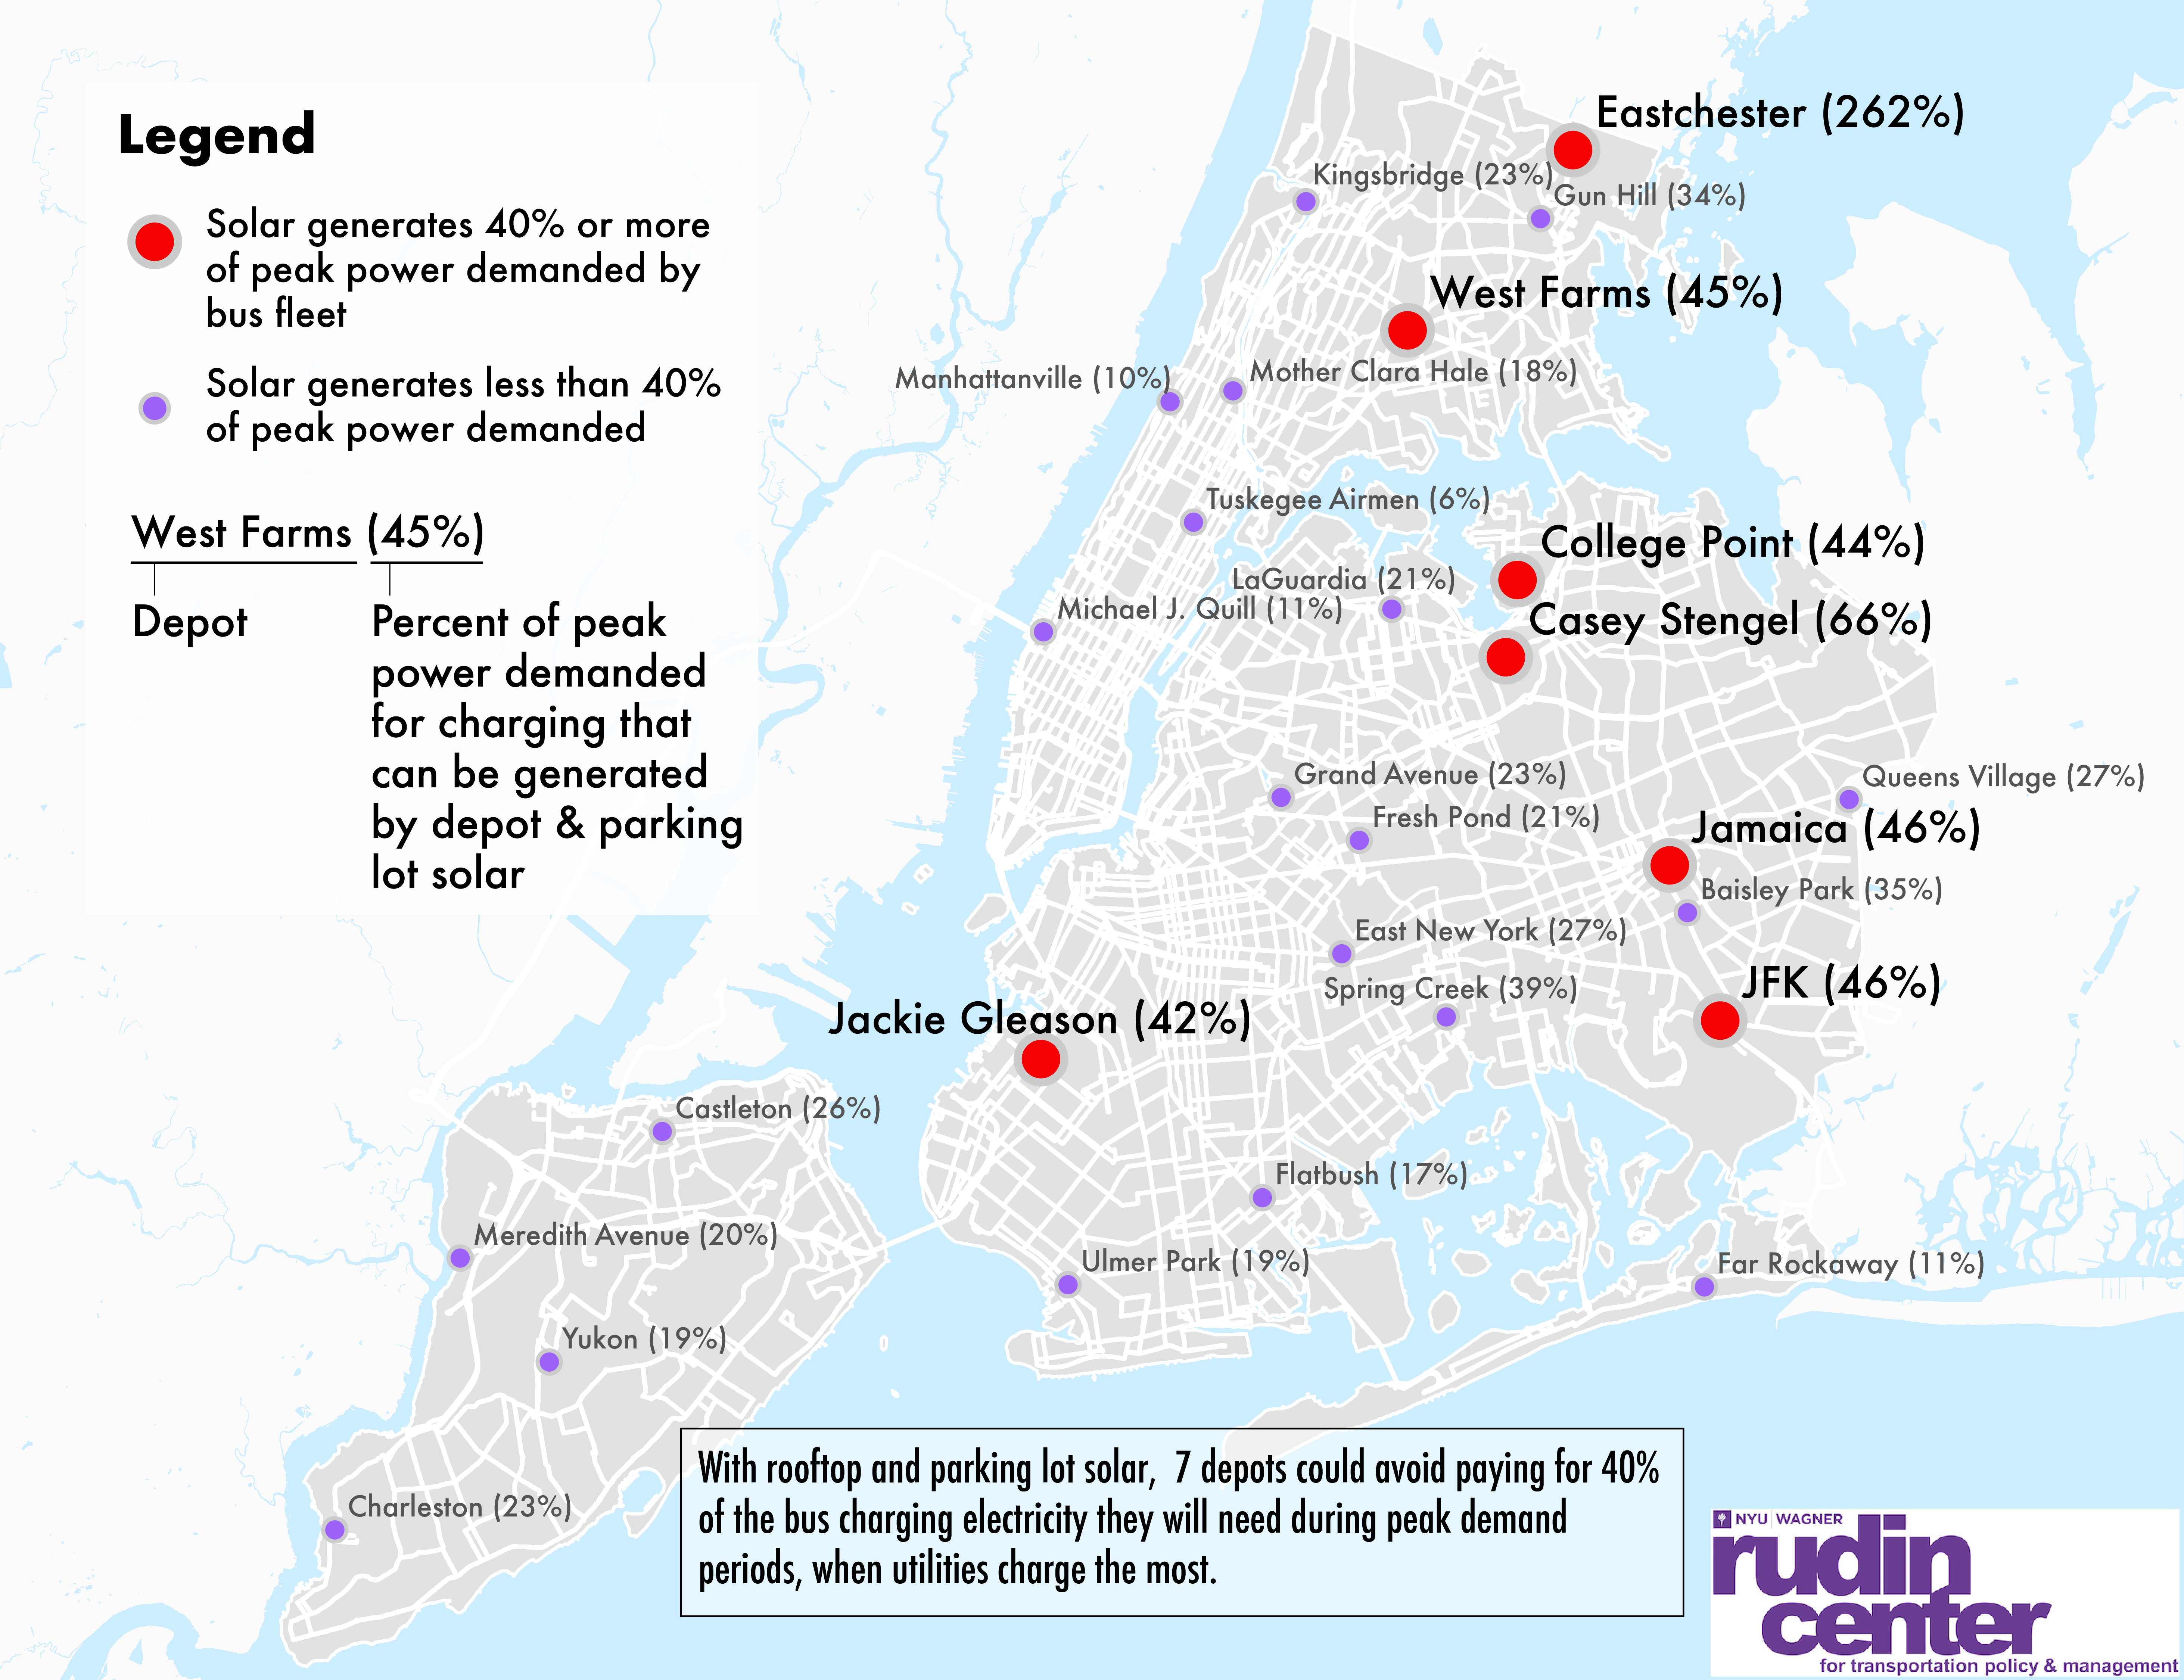 Legend
Solar generates 40% or more
of peak power demanded by
bus fleet
Solar generates less than 40%
of peak power demanded
West Farms (45%)
Depot
Percent of peak
power demanded
for charging that
can be generated
by depot & parking
lot solar
Eastchester (262%)
Kingsbridge (23%)
Gun Hill (34%)
West Farms (45%)
Manhattanville (10%)
Mother Clara Hale (18%)
Tuskegee Airmen (6%)
College Point (44%)
LaGuardia (21%)
Michael J. Quill (11%)
Casey Stengel (66%)
Grand Avenue (23%)
Queens Village (27%)
Fresh Pond (21%)
Jamaica (46%)
Baisley Park (35%)
East New York (27%)
Spring Creek (39%)
JFK (46%)
Jackie Gleason (42%)
Castleton (26%)
Flatbush (17%)
Meredith Avenue (20%)
Ulmer Park (19%)
Far Rockaway (11%)
Yukon (19%)
Charleston (23%)
With rooftop and parking lot solar, 7 depots could avoid paying for 40%
of the bus charging electricity they will need during peak demand
periods, when utilities charge the most.
NYU WAGNER
rudin
center
for transportation policy & management